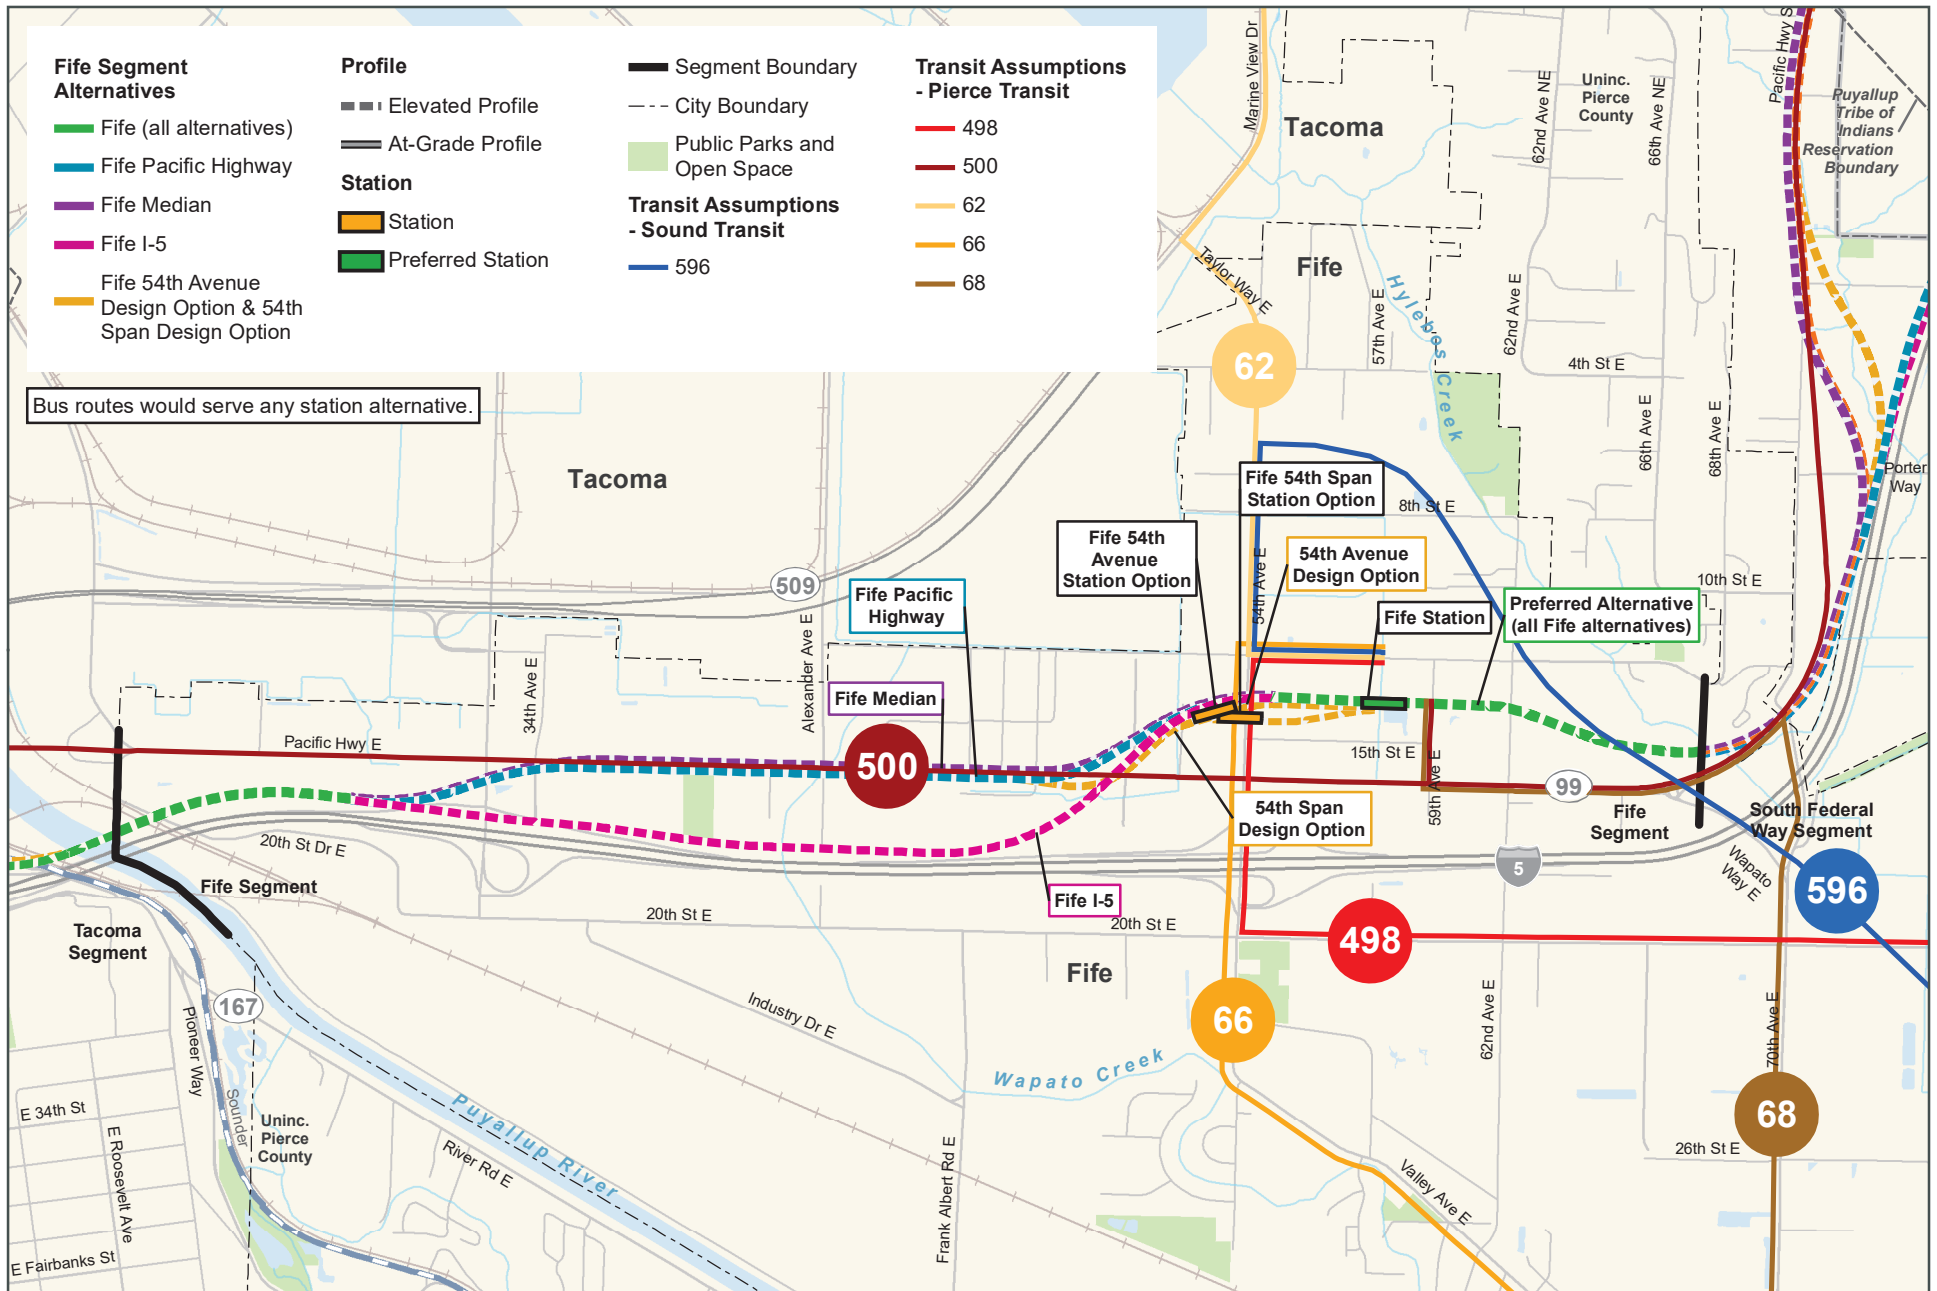 Fife Segment
Alternatives
Fife (all alternatives)
Fife Pacific Highway
Fife Median
Fife I-5
Fife 54th Avenue
Design Option & 54th
Span Design Option
Profile
Elevated Profile
At-Grade Profile
Station
Station
Preferred Station
Segment Boundary
City Boundary
Public Parks and
Open Space
Transit Assumptions
- Sound Transit
596
Transit Assumptions
- Pierce Transit
498
500
62
66
68
Bus routes would serve any station alternative.
Marine View Dr
Tacoma
62nd Ave NE
Uninc.
Pierce
County
66th Ave NE
Pacific Hwy S
Puyallup
Tribe of
Indians
Reservation
Boundary
Taylor Way E
Fife
Hylebos Creek
57th Ave E
62nd Ave E
4th St E
62
66th Ave E
68th Ave E
Porter
Way
Tacoma
Fife 54th Span
Station Option
8th St E
Fife 54th
Avenue
Station Option
54th Ave E
54th Avenue
Design Option
509
Fife Pacific
Highway
Fife Station
Preferred Alternative
(all Fife alternatives)
10th St E
34th Ave E
Alexander Ave E
Fife Median
Pacific Hwy E
500
15th St E
59th Ave E
99
Fife
Segment
South Federal
Way Segment
54th Span
Design Option
20th St Dr E
Fife Segment
5
Wapato
Way E
596
Fife I-5
20th St E
20th St E
498
Tacoma
Segment
Fife
167
Pioneer Way
Sounder
Industry Dr E
66
62nd Ave E
70th Ave E
Wapato Creek
68
E 34th St
E Roosevelt Ave
Uninc.
Pierce
County
Puyallup River
River Rd E
Frank Albert Rd E
Valley Ave E
26th St E
E Fairbanks St